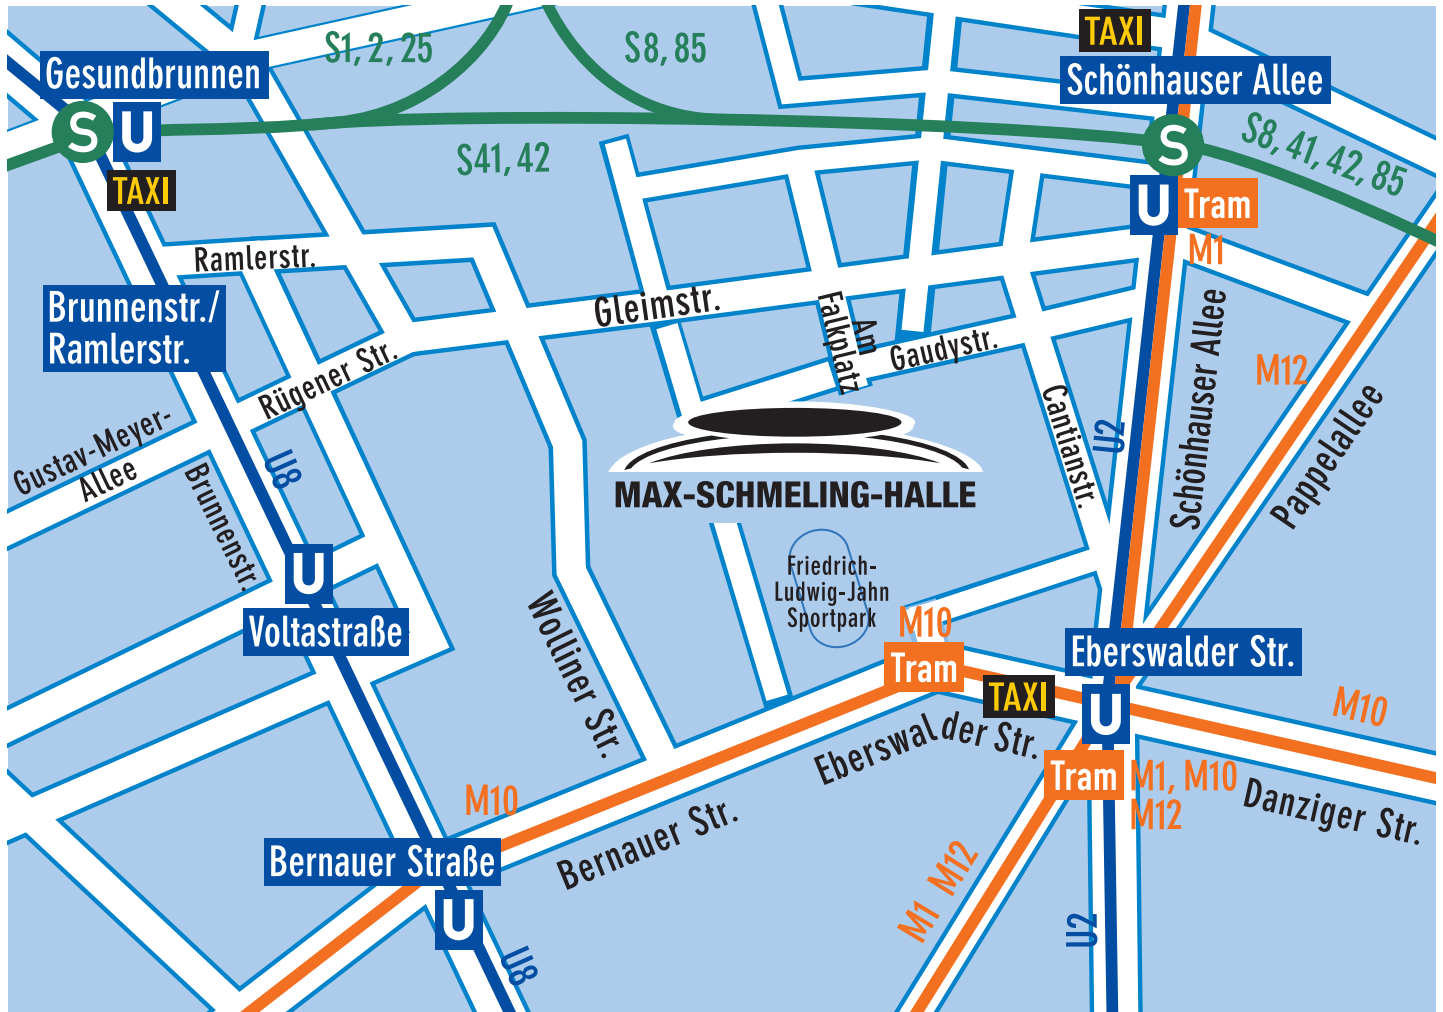 TAXI
S1, 2, 25
S8, 85
Gesundbrunnen
Schönhauser Allee
S
U
S41, 42
S
S8, 41, 42, 85
TAXI
U
Tram
M1
Ramlerstr.
Brunnenstr./
Ramlerstr.
Gleimstr.
Am
Falkplatz
Gaudystr.
Rügener Str.
Schönhauser Allee
M12
Pappelallee
Gustav-Meyer-
Allee
U8
U2
Cantianstr.
Brunnenstr.
MAX-SCHMELING-HALLE
U
Voltastraße
Friedrich-
Ludwig-Jahn
Sportpark
Wolliner Str.
M10
Tram
Eberswalder Str.
TAXI
U
M10
Eberswalder Str.
Tram
M1, M10
M12
Danziger Str.
M10
Bernauer Str.
Bernauer Straße
U
M1 M12
U2
U8